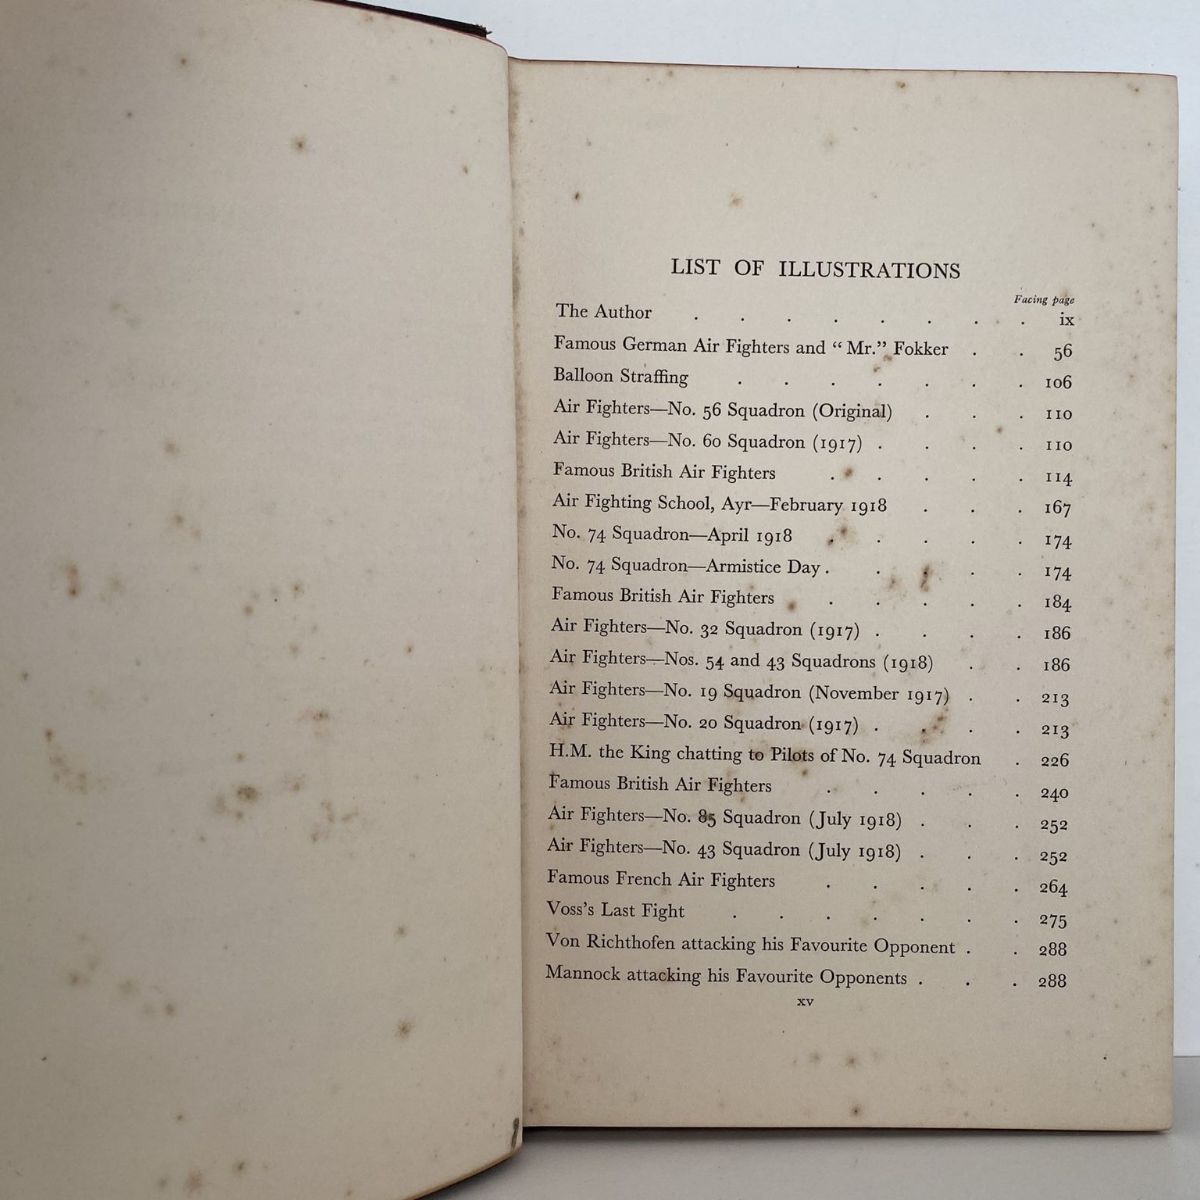 LIST OF ILLUSTRATIONS
Facing page
The Author . . . . . . . . ix
Famous German Air Fighters and “Mr.” Fokker . . 56
Balloon Straffing . . . . . . . 106
Air Fighters—No. 56 Squadron (Original) . . . 110
Air Fighters—No. 60 Squadron (1917) . . . . 110
Famous British Air Fighters . . . . . 114
Air Fighting School, Ayr—February 1918 . . . 167
No. 74 Squadron—April 1918 . . . . . 174
No. 74 Squadron—Armistice Day . . . . . 174
Famous British Air Fighters . . . . . . 184
Air Fighters—No. 32 Squadron (1917) . . . . 186
Air Fighters—Nos. 54 and 43 Squadrons (1918) . . 186
Air Fighters—No. 19 Squadron (November 1917) . . 213
Air Fighters—No. 20 Squadron (1917) . . . . 213
H.M. the King chatting to Pilots of No. 74 Squadron . 226
Famous British Air Fighters . . . . . 240
Air Fighters—No. 85 Squadron (July 1918) . . . 252
Air Fighters—No. 43 Squadron (July 1918) . . . 252
Famous French Air Fighters . . . . . 264
Voss’s Last Fight . . . . . . . 275
Von Richthofen attacking his Favourite Opponent . . 288
Mannock attacking his Favourite Opponents . . . 288
xv